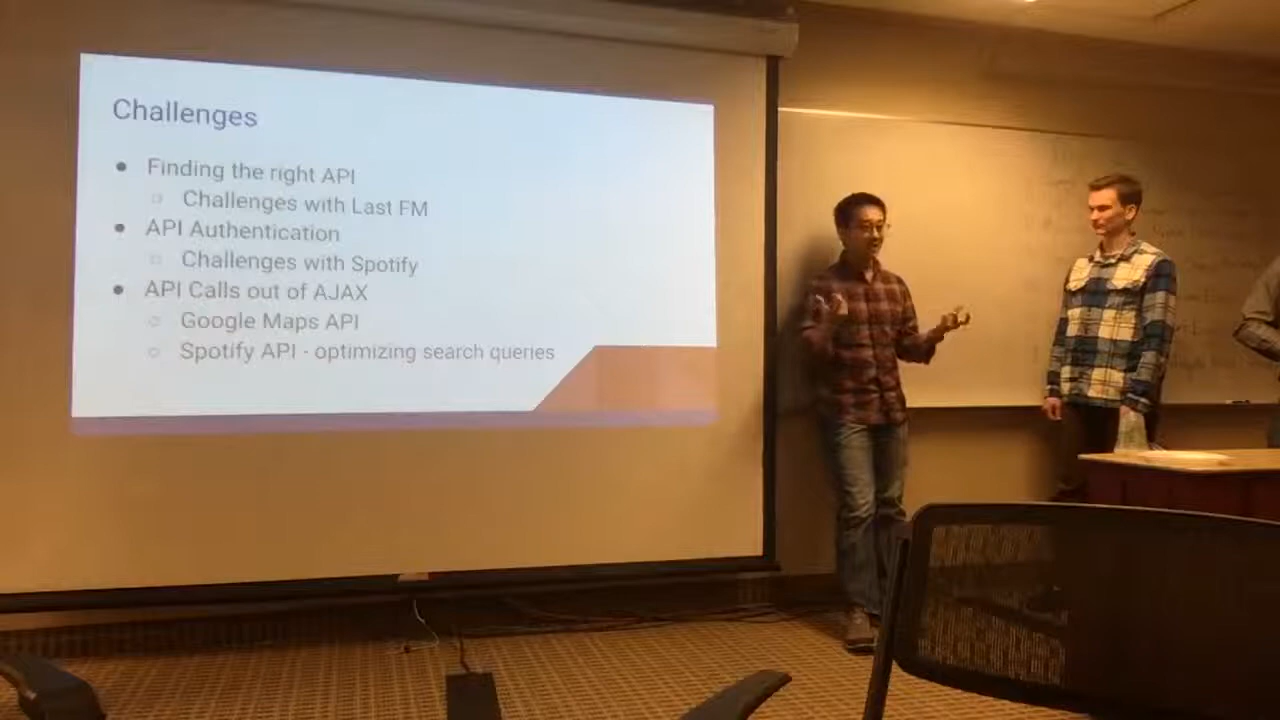 Challenges
● Finding the right API
○ Challenges with Last FM
● API Authentication
○ Challenges with Spotify
● API Calls out of AJAX
○ Google Maps API
○ Spotify API - optimizing search queries